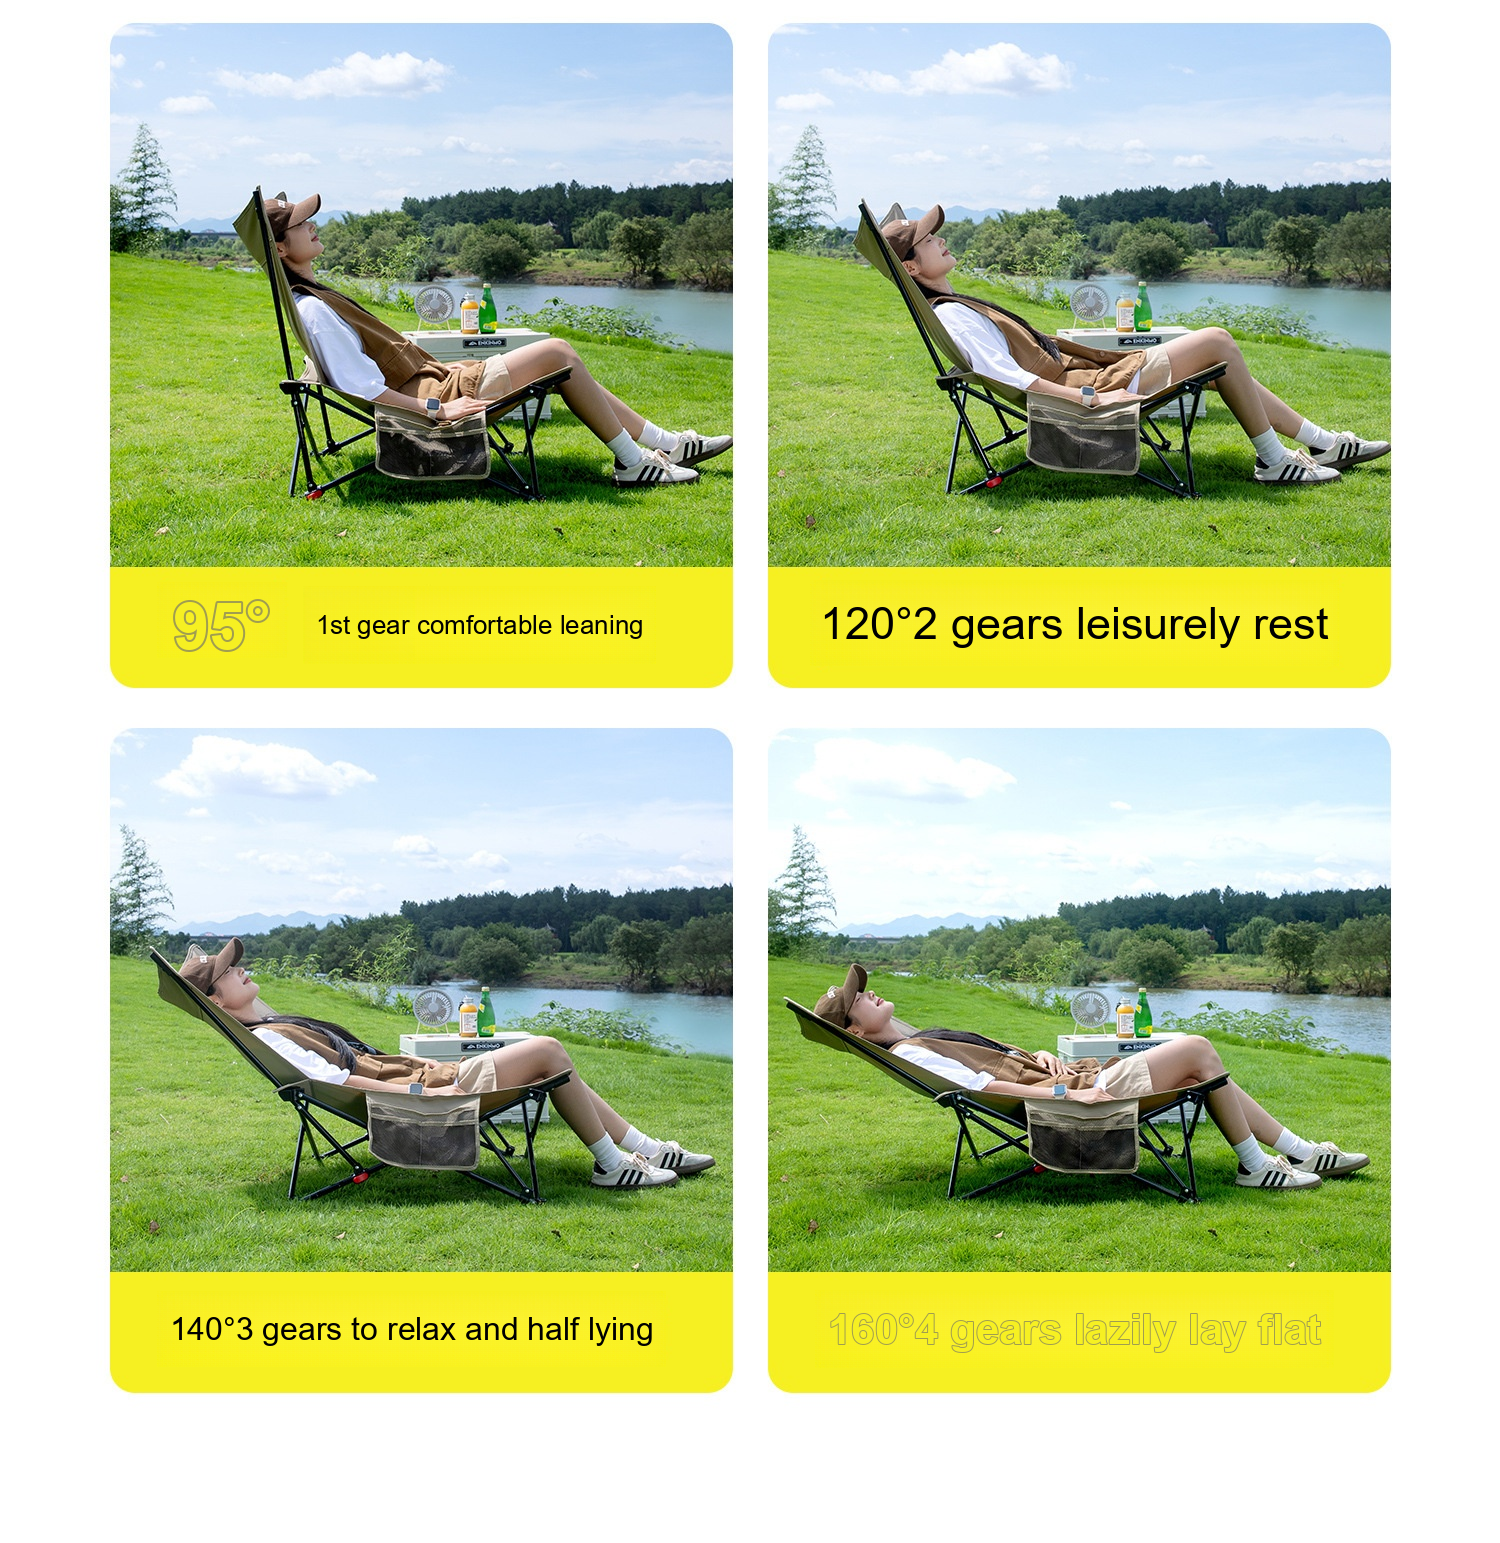 95°
1st gear comfortable leaning
120°2 gears leisurely rest
140°3 gears to relax and half lying
160°4 gears lazily lay flat